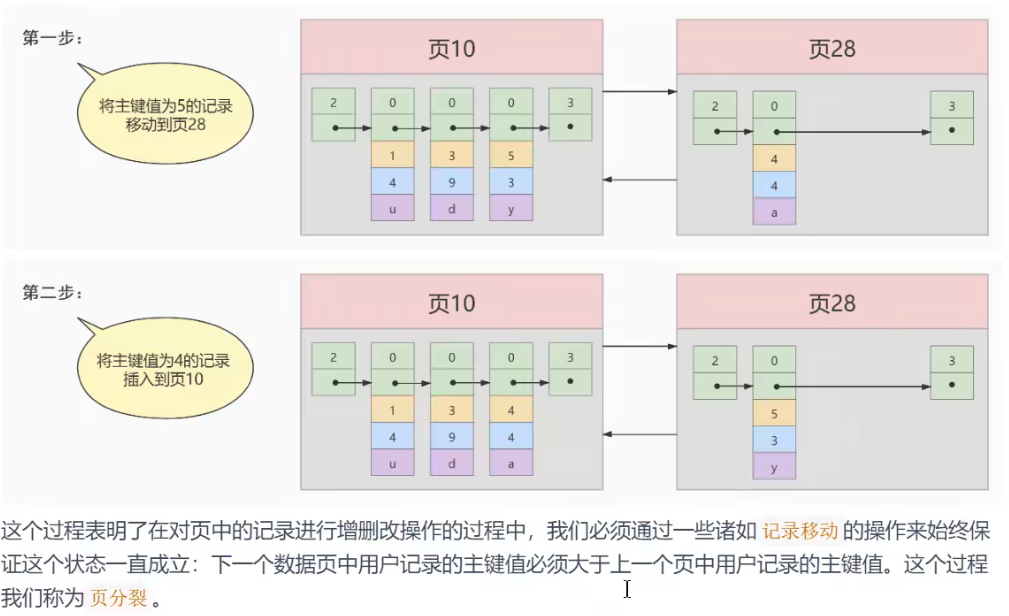 第一步：
将主键值为5的记录
移动到页28
页10
页28
2 0 0 0 3
1 3 5
4 9 3
u d y
2 0 3
4
4
a
第二步：
将主键值为4的记录
插入到页10
页10
页28
2 0 0 0 3
1 3 4
4 9 4
u d a
2 0 3
5
3
y
这个过程表明了在对页中的记录进行增删改操作的过程中，我们必须通过一些诸如 记录移动 的操作来始终保
证这个状态一直成立：下一个数据页中用户记录的主键值必须大于上一个页中用户记录的主键值。这个过程
我们称为 页分裂 。